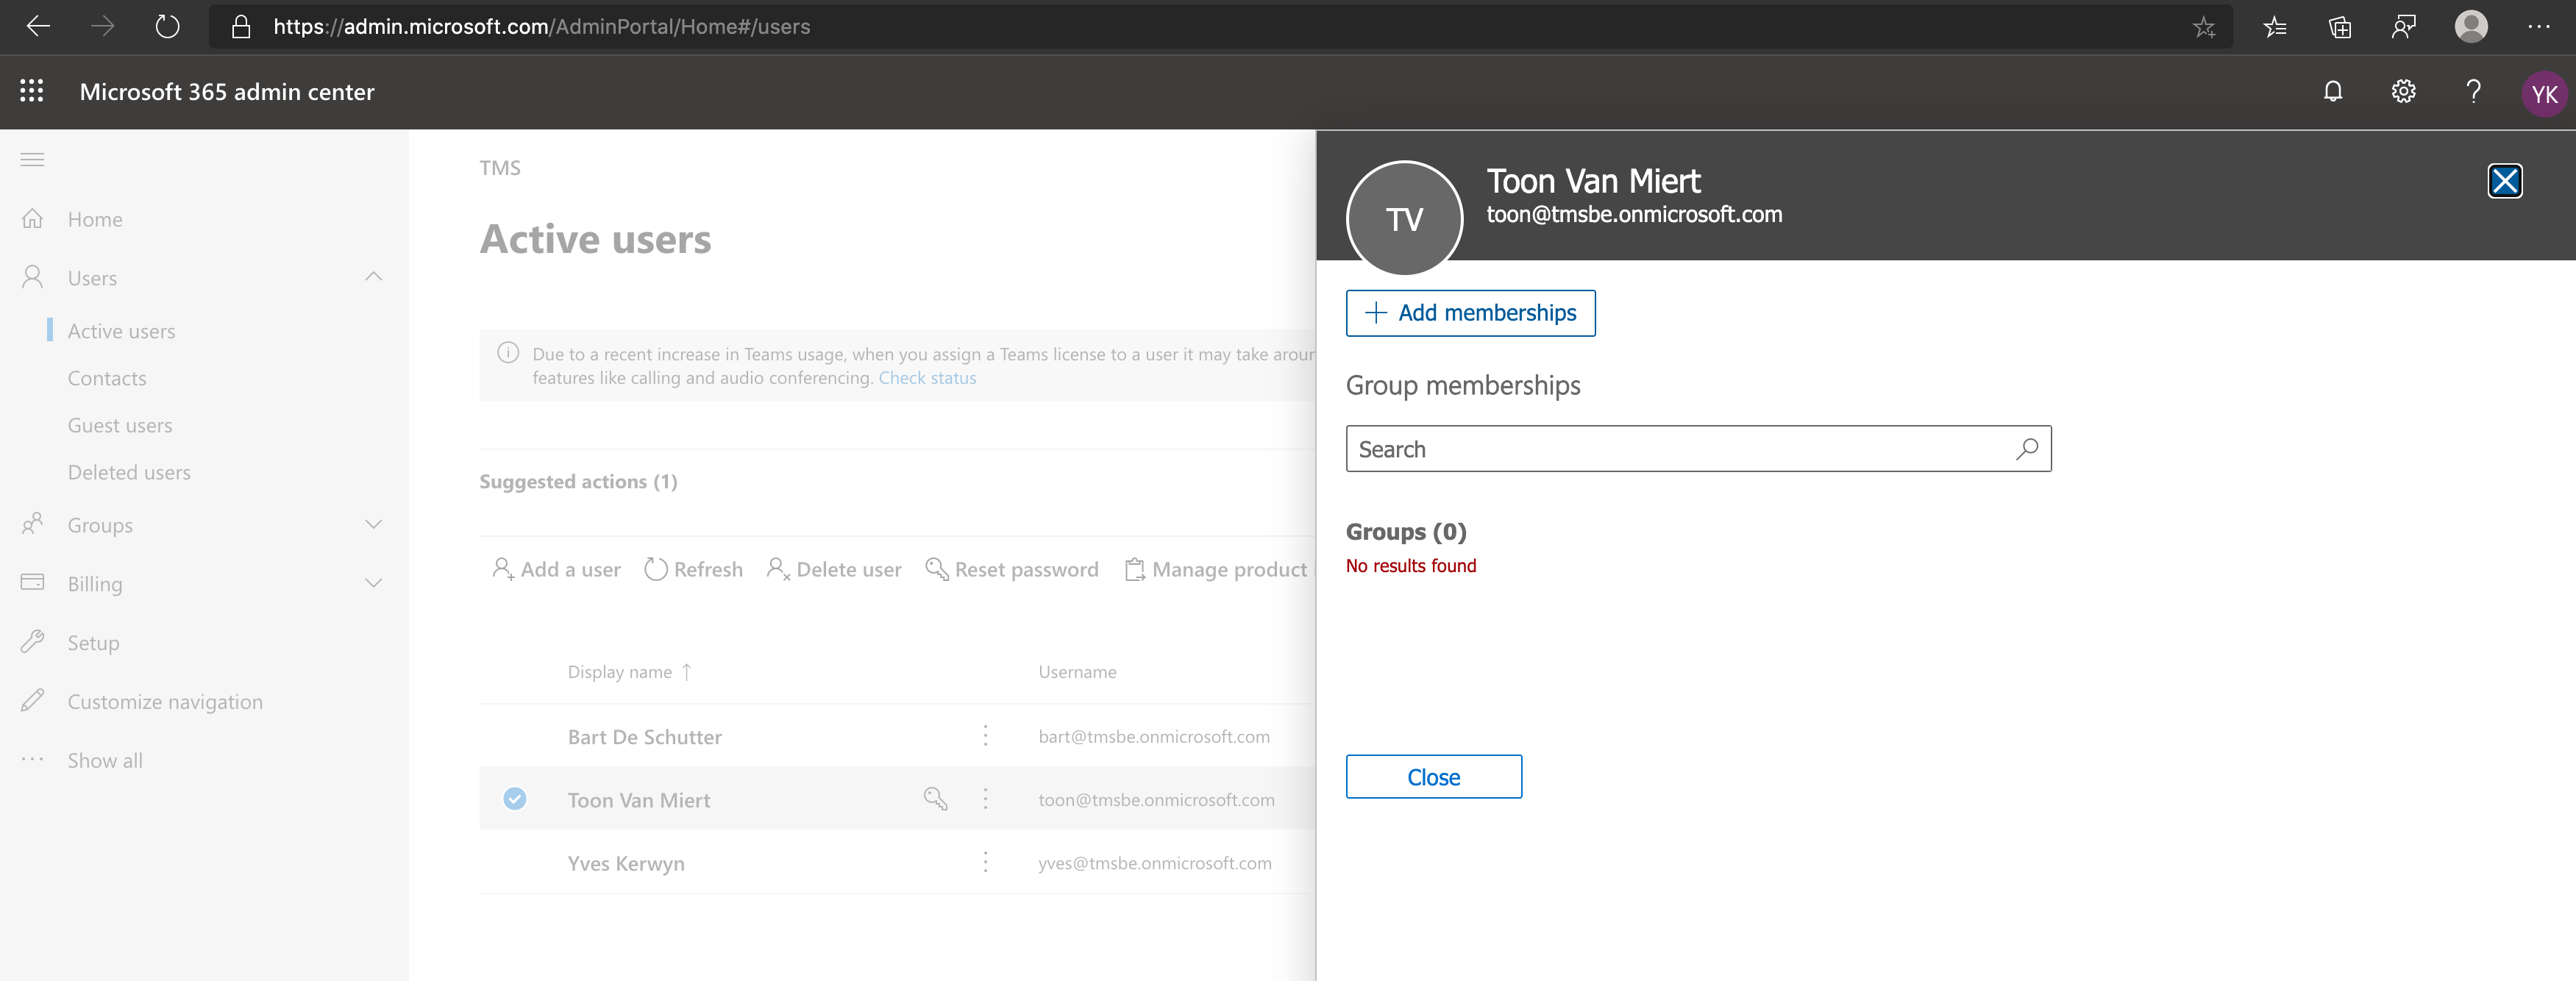 https://admin.microsoft.com/AdminPortal/Home#/users
Microsoft 365 admin center
YK
Home
Users
Active users
Contacts
Guest users
Deleted users
Groups
Billing
Setup
Customize navigation
Show all
TMS
Active users
Due to a recent increase in Teams usage, when you assign a Teams license to a user it may take arour
features like calling and audio conferencing. Check status
Suggested actions (1)
Add a user Refresh Delete user Reset password Manage product
Display name ↑ Username
Bart De Schutter bart@tmsbe.onmicrosoft.com
Toon Van Miert toon@tmsbe.onmicrosoft.com
Yves Kerwyn yves@tmsbe.onmicrosoft.com
TV
Toon Van Miert
toon@tmsbe.onmicrosoft.com
Add memberships
Group memberships
Search
Groups (0)
No results found
Close